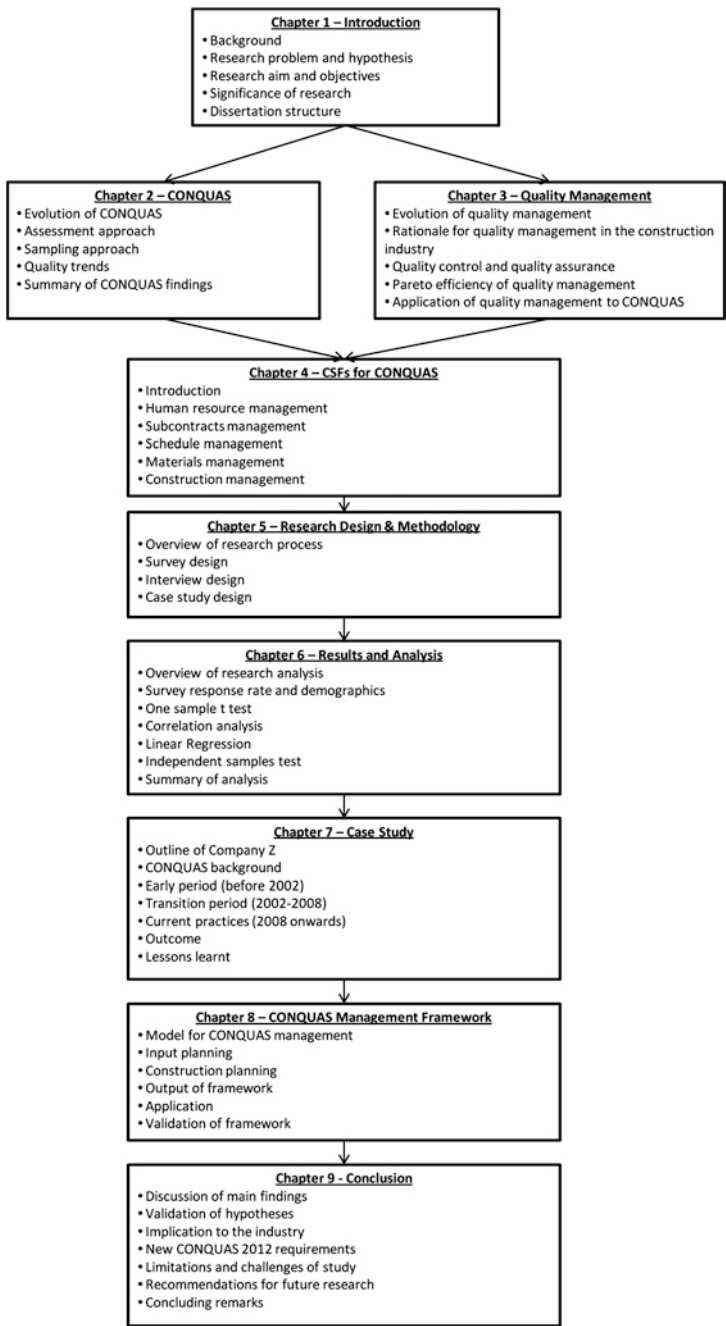 Chapter 1 – Introduction
• Background
• Research problem and hypothesis
• Research aim and objectives
• Significance of research
• Dissertation structure
Chapter 2 – CONQUAS
• Evolution of CONQUAS
• Assessment approach
• Sampling approach
• Quality trends
• Summary of CONQUAS findings
Chapter 3 – Quality Management
• Evolution of quality management
• Rationale for quality management in the construction
industry
• Quality control and quality assurance
• Pareto efficiency of quality management
• Application of quality management to CONQUAS
Chapter 4 – CSFs for CONQUAS
• Introduction
• Human resource management
• Subcontracts management
• Schedule management
• Materials management
• Construction management
Chapter 5 – Research Design & Methodology
• Overview of research process
• Survey design
• Interview design
• Case study design
Chapter 6 – Results and Analysis
• Overview of research analysis
• Survey response rate and demographics
• One sample t test
• Correlation analysis
• Linear Regression
• Independent samples test
• Summary of analysis
Chapter 7 – Case Study
• Outline of Company Z
• CONQUAS background
• Early period (before 2002)
• Transition period (2002-2008)
• Current practices (2008 onwards)
• Outcome
• Lessons learnt
Chapter 8 – CONQUAS Management Framework
• Model for CONQUAS management
• Input planning
• Construction planning
• Output of framework
• Application
• Validation of framework
Chapter 9 - Conclusion
• Discussion of main findings
• Validation of hypotheses
• Implication to the industry
• New CONQUAS 2012 requirements
• Limitations and challenges of study
• Recommendations for future research
• Concluding remarks